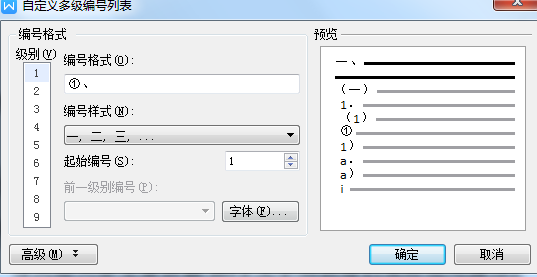 自定义多级编号列表
编号格式
级别(V)
1
2
3
4
5
6
7
8
9
编号格式(O):
①、
编号样式(N):
一, 二, 三, ...
起始编号(S):
1
前一级别编号(P):
字体(F)...
预览
一、
(一)
1.
(1)
①
1)
a.
a)
i
高级(M)
确定
取消